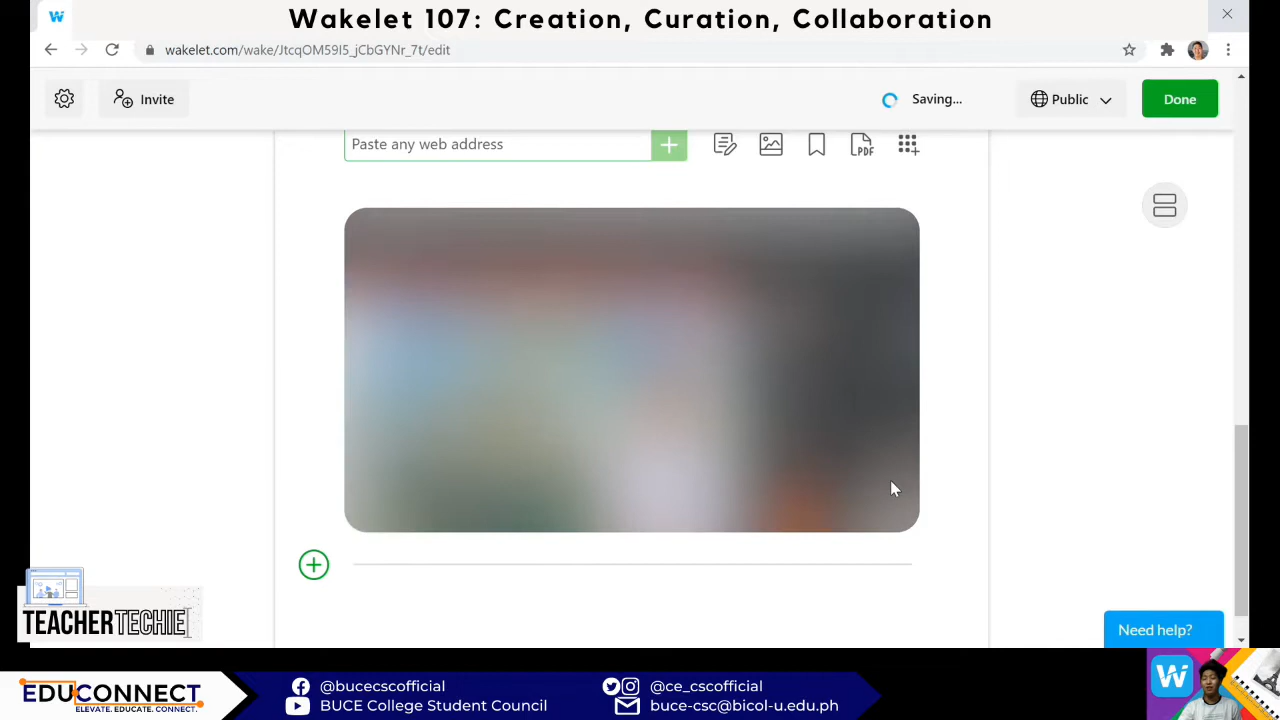 Wakelet 107: Creation, Curation, Collaboration
wakelet.com/wake/JtcqOM59I5_jCbGYNr_7t/edit
Invite
Saving...
Public
Done
Paste any web address
PDF
TEACHERTECHIE
Need help?
EDUCONNECT
ELEVATE. EDUCATE. CONNECT.
@bucecscofficial
@ce_cscofficial
BUCE College Student Council
buce-csc@bicol-u.edu.ph